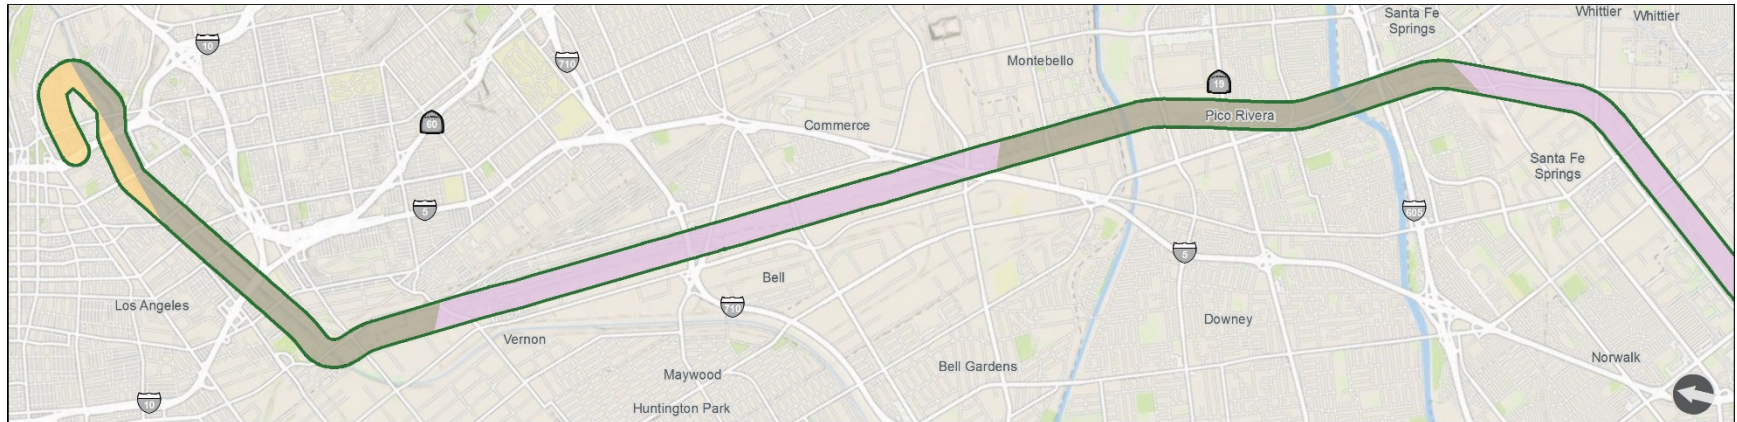 Santa Fe
Springs
Whittier
Whittier
10
710
Montebello
19
60
Commerce
Pico Rivera
Santa Fe
Springs
5
605
5
Bell
Los Angeles
710
Vernon
Downey
Norwalk
Maywood
Bell Gardens
10
Huntington Park